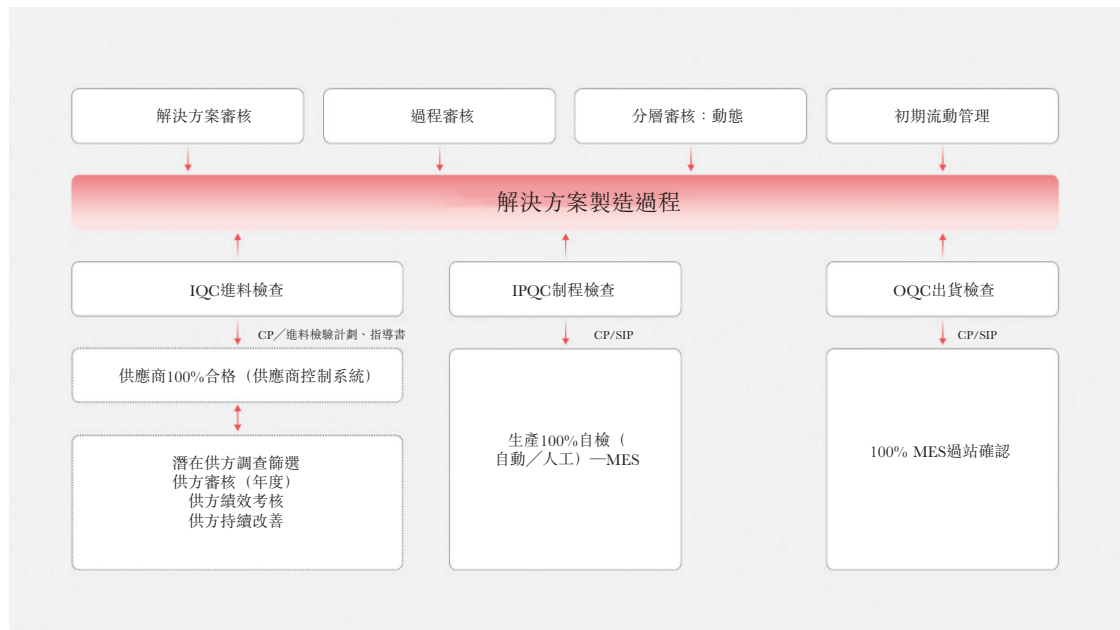 解決方案審核
過程審核
分層審核：動態
初期流動管理
解決方案製造過程
IQC進料檢查
IPQC制程檢查
OQC出貨檢查
CP／進料檢驗計劃、指導書
CP/SIP
CP/SIP
供應商100%合格（供應商控制系統）
潛在供方調查篩選
供方審核（年度）
供方績效考核
供方持續改善
生產100%自檢（
自動／人工）—MES
100% MES過站確認